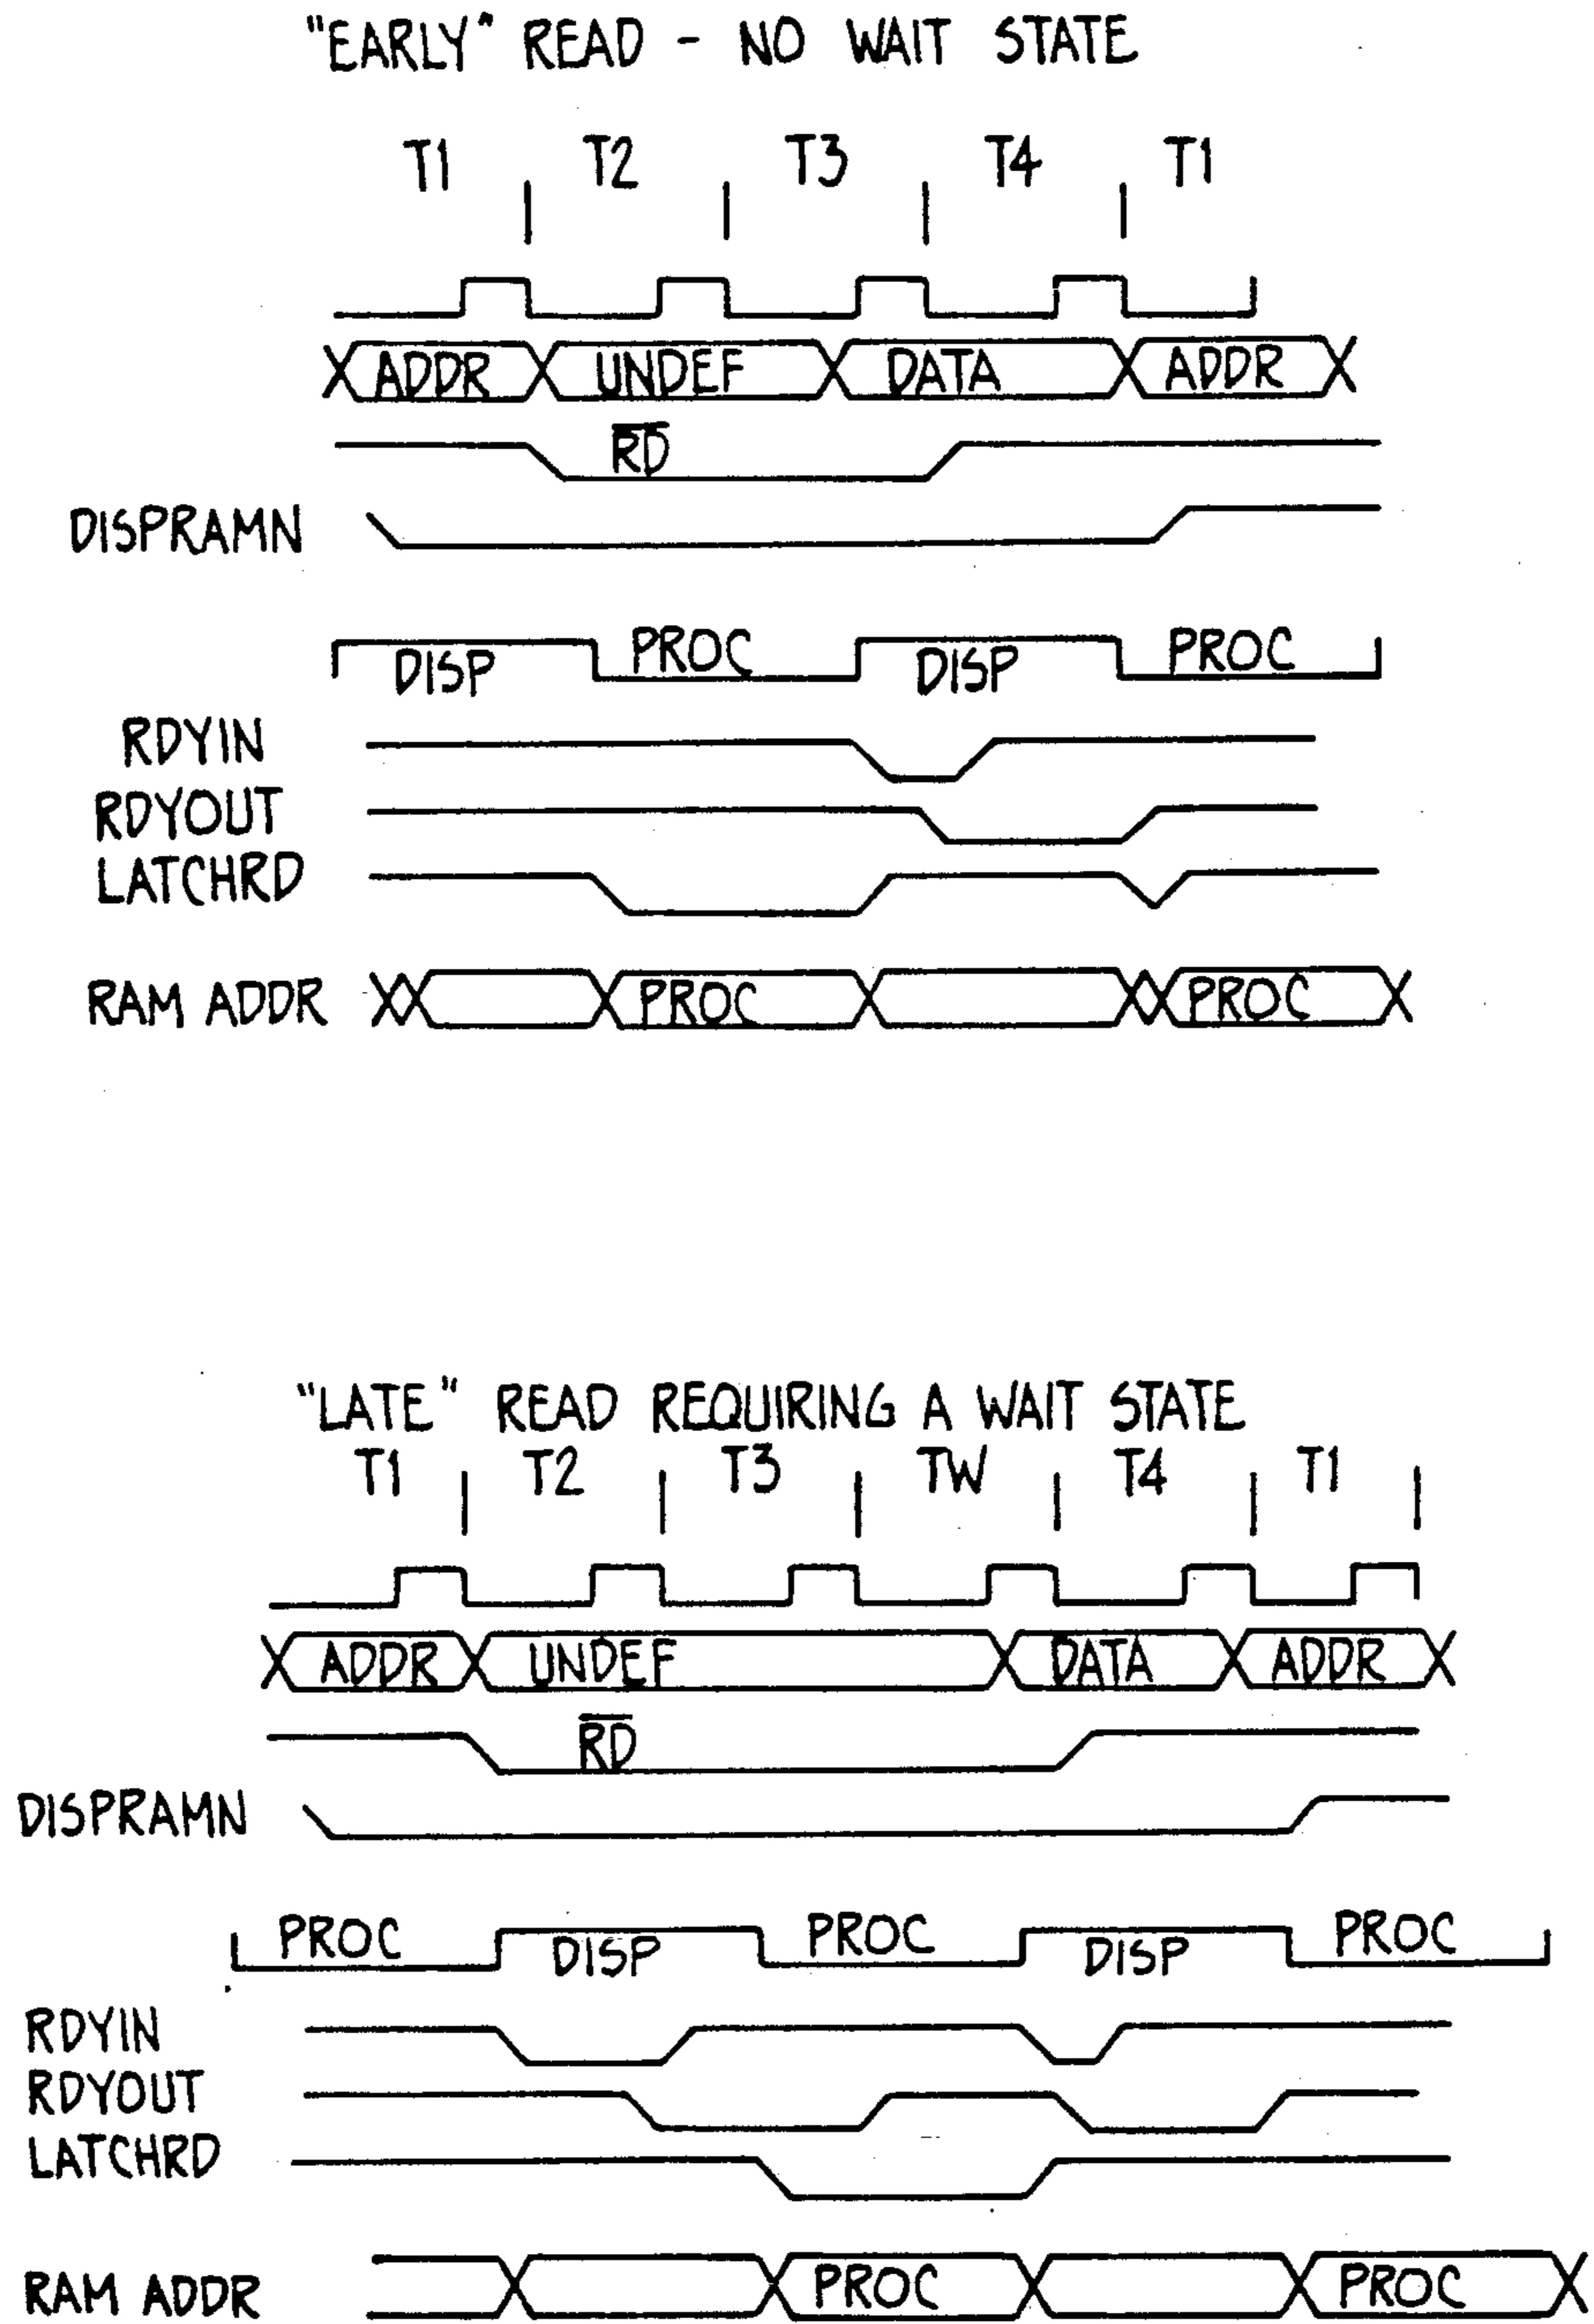 "EARLY" READ - NO WAIT STATE
T1 T2 T3 T4 T1
ADDR UNDEF DATA ADDR
RD
DISPRAMN
DISP PROC DISP PROC
RDYIN
RDYOUT
LATCHRD
RAM ADDR PROC PROC
"LATE" READ REQUIRING A WAIT STATE
T1 T2 T3 TW T4 T1
ADDR UNDEF DATA ADDR
RD
DISPRAMN
PROC DISP PROC DISP PROC
RDYIN
RDYOUT
LATCHRD
RAM ADDR PROC PROC